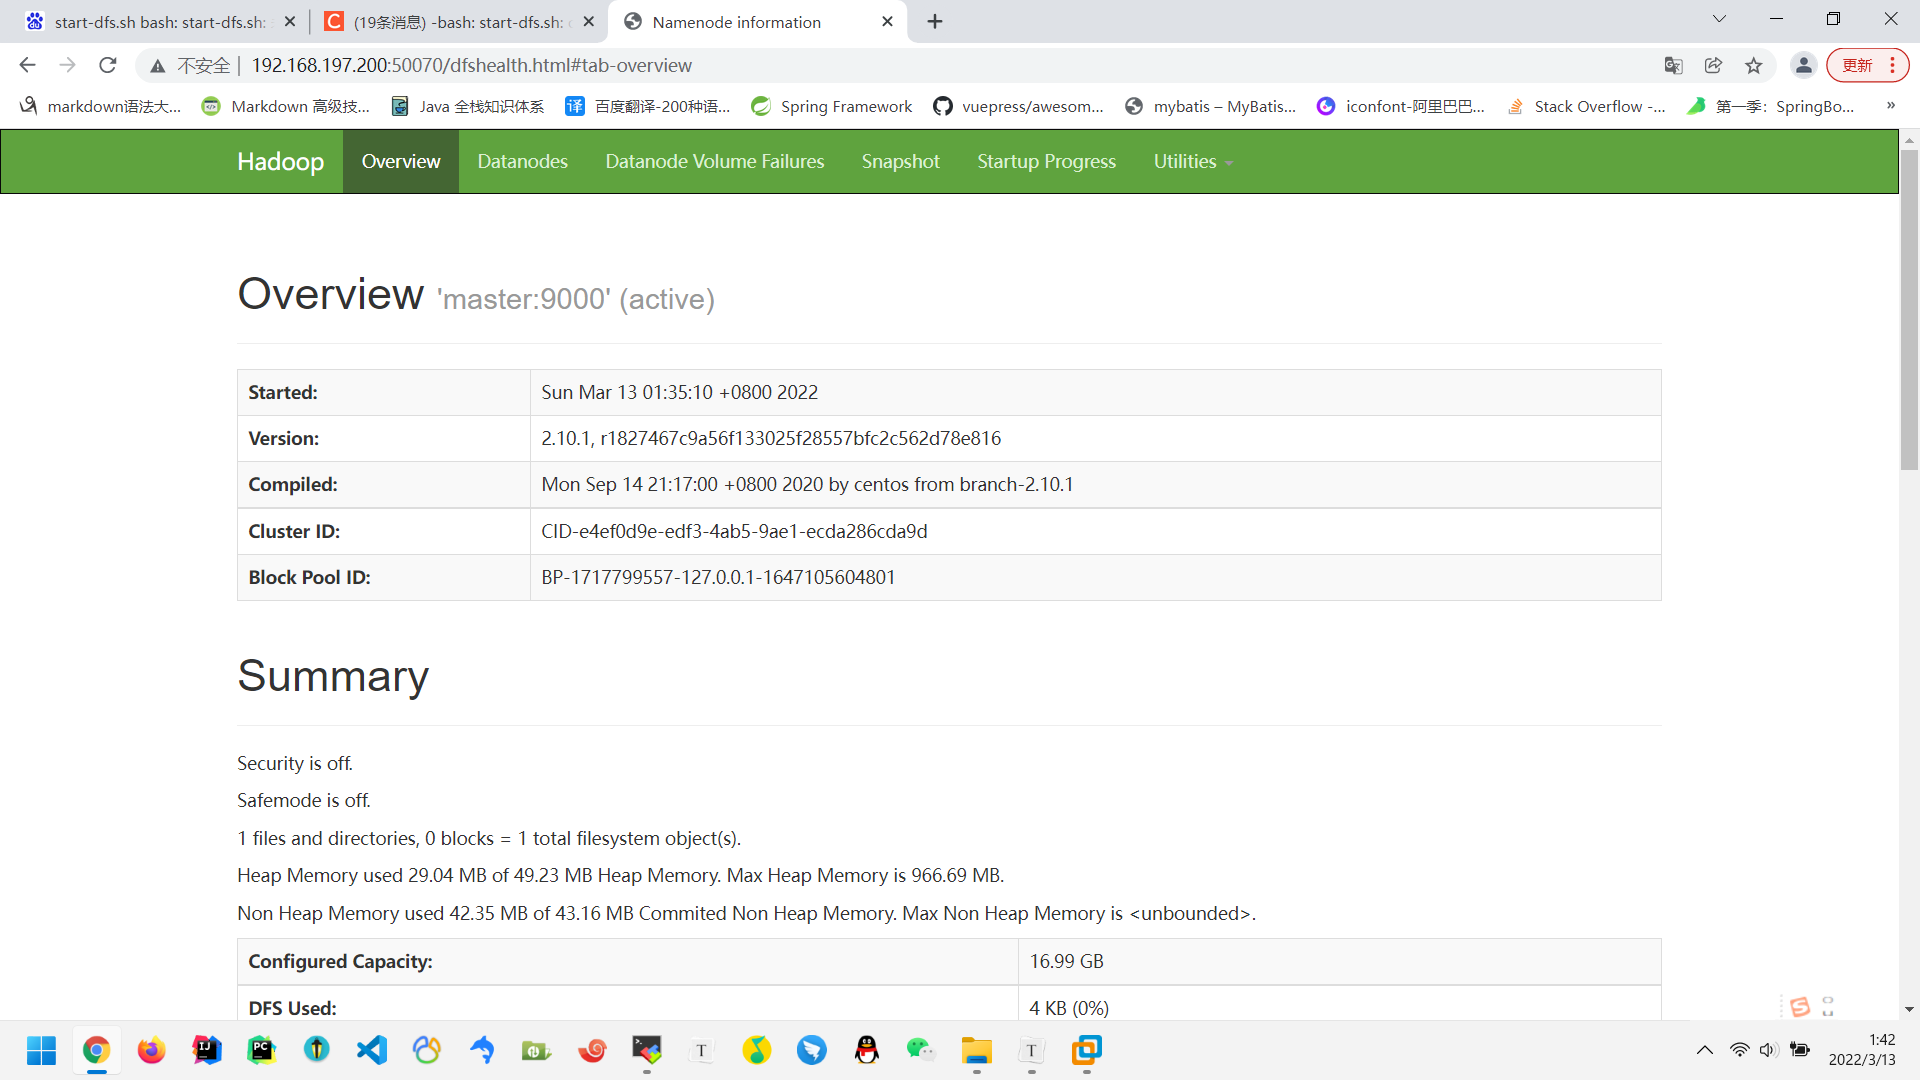 start-dfs.sh bash: start-dfs.sh:
(19条消息) -bash: start-dfs.sh:
Namenode information
不安全
192.168.197.200:50070/dfshealth.html#tab-overview
更新
markdown语法大...
Markdown 高级技...
Java 全栈知识体系
译
百度翻译-200种语...
Spring Framework
vuepress/awesom...
mybatis – MyBatis...
iconfont-阿里巴巴...
Stack Overflow -...
第一季：SpringBo...
»
Hadoop
Overview
Datanodes
Datanode Volume Failures
Snapshot
Startup Progress
Utilities
Overview 'master:9000' (active)
Started: Sun Mar 13 01:35:10 +0800 2022
Version: 2.10.1, r1827467c9a56f133025f28557bfc2c562d78e816
Compiled: Mon Sep 14 21:17:00 +0800 2020 by centos from branch-2.10.1
Cluster ID: CID-e4ef0d9e-edf3-4ab5-9ae1-ecda286cda9d
Block Pool ID: BP-1717799557-127.0.0.1-1647105604801
Summary
Security is off.
Safemode is off.
1 files and directories, 0 blocks = 1 total filesystem object(s).
Heap Memory used 29.04 MB of 49.23 MB Heap Memory. Max Heap Memory is 966.69 MB.
Non Heap Memory used 42.35 MB of 43.16 MB Commited Non Heap Memory. Max Non Heap Memory is <unbounded>.
Configured Capacity: 16.99 GB
DFS Used: 4 KB (0%)
1:42
2022/3/13